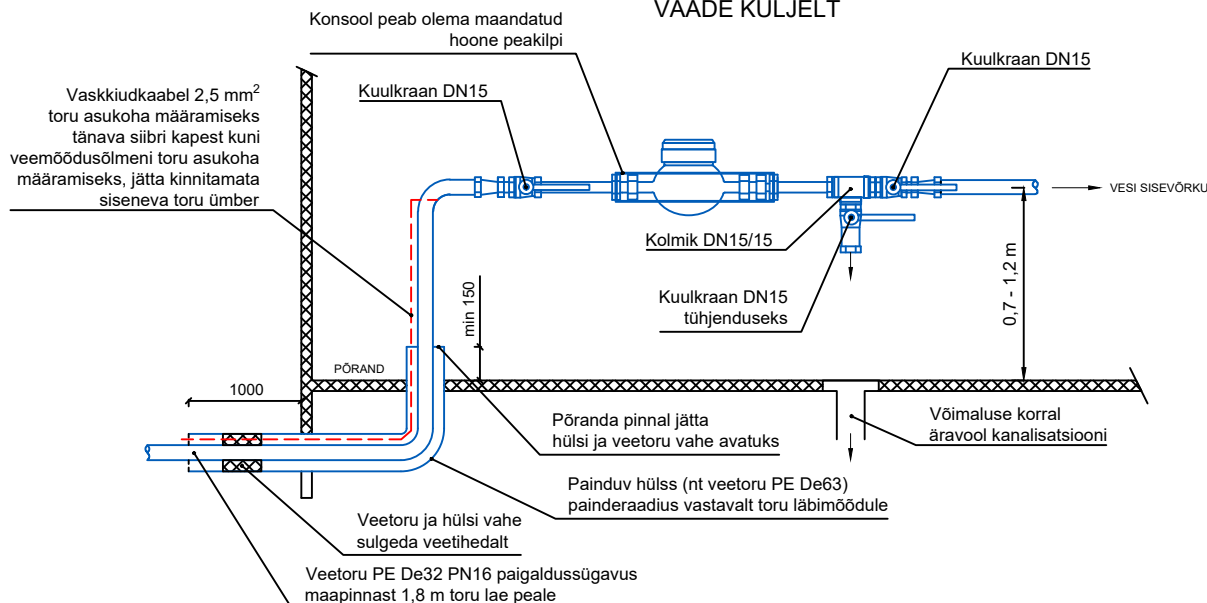 VAADE KÜLJELT
Konsool peab olema maandatud
hoone peakilpi
Kuulkraan DN15
Kuulkraan DN15
Vaskkiudkaabel 2,5 mm²
toru asukoha määramiseks
tänava siibri kapest kuni
veemõõdusõlmeni toru asukoha
määramiseks, jätta kinnitamata
siseneva toru ümber
VESI SISEVÕRKU
Kolmik DN15/15
Kuulkraan DN15
tühjenduseks
min 150
0,7 - 1,2 m
PÕRAND
1000
Põranda pinnal jätta
hülsi ja veetoru vahe avatuks
Võimaluse korral
äravool kanalisatsiooni
Painduv hülss (nt veetoru PE De63)
painderaadius vastavalt toru läbimõõdule
Veetoru ja hülsi vahe
sulgeda veetihedalt
Veetoru PE De32 PN16 paigaldussügavus
maapinnast 1,8 m toru lae peale